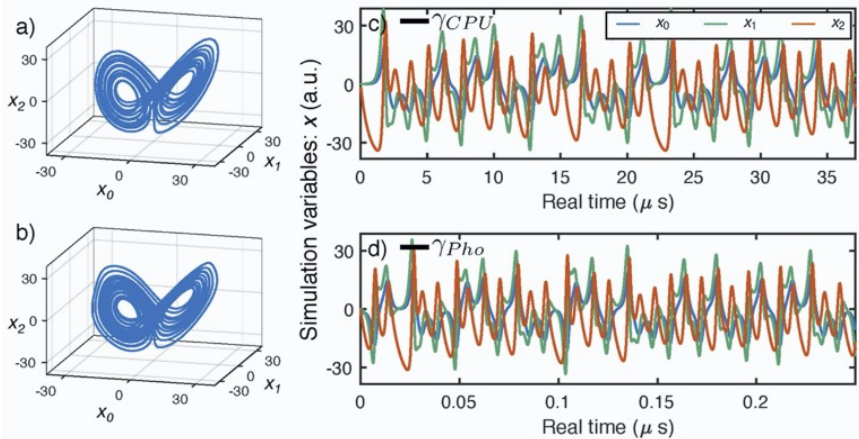 a)
30
x₂ 0
-30
-30
0
30
x₀
-30
0
30
x₁
b)
30
x₂ 0
-30
-30
0
30
x₀
-30
0
30
x₁
Simulation variables: x (a.u.)
c) γCPU
x₀ x₁ x₂
30
0
-30
0 5 10 15 20 25 30 35
Real time (μ s)
d) γPho
30
0
-30
0 0.05 0.1 0.15 0.2
Real time (μ s)